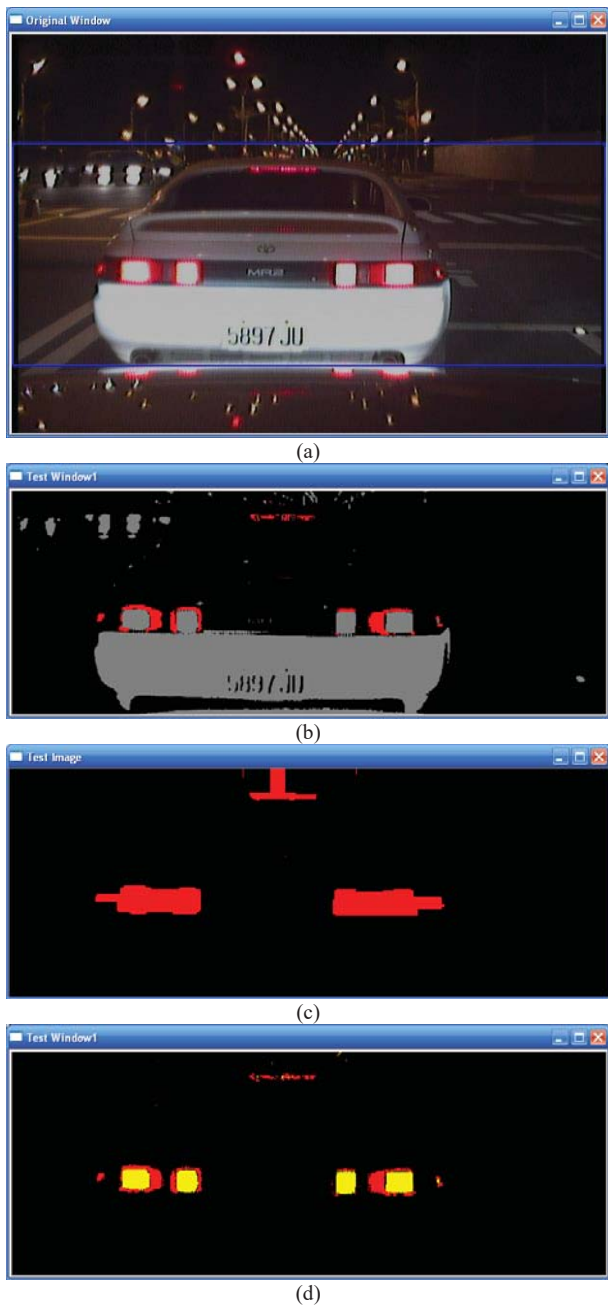 Original Window
MR2
5897 JU
(a)
Test Window1
5897 JU
(b)
Test Image
(c)
Test Window1
(d)